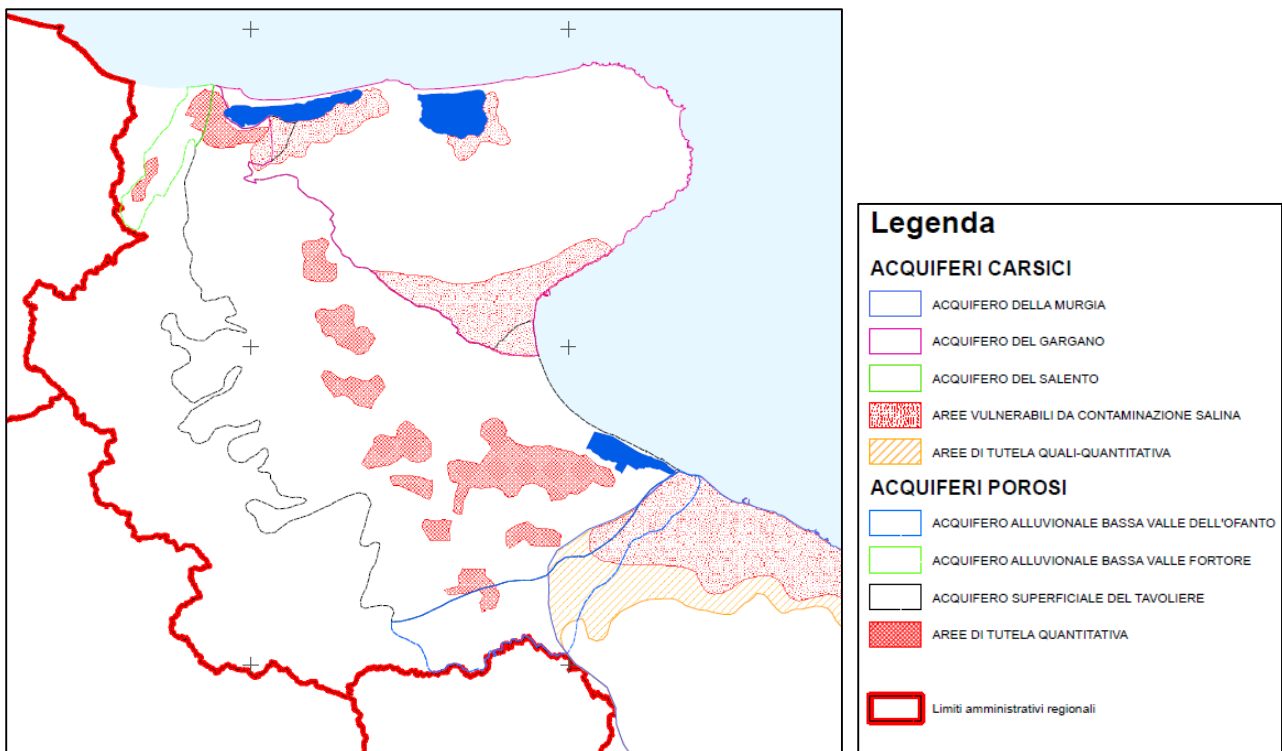 Legenda
ACQUIFERI CARSICI
ACQUIFERO DELLA MURGIA
ACQUIFERO DEL GARGANO
ACQUIFERO DEL SALENTO
AREE VULNERABILI DA CONTAMINAZIONE SALINA
AREE DI TUTELA QUALI-QUANTITATIVA
ACQUIFERI POROSI
ACQUIFERO ALLUVIONALE BASSA VALLE DELL'OFANTO
ACQUIFERO ALLUVIONALE BASSA VALLE FORTORE
ACQUIFERO SUPERFICIALE DEL TAVOLIERE
AREE DI TUTELA QUANTITATIVA
Limiti amministrativi regionali